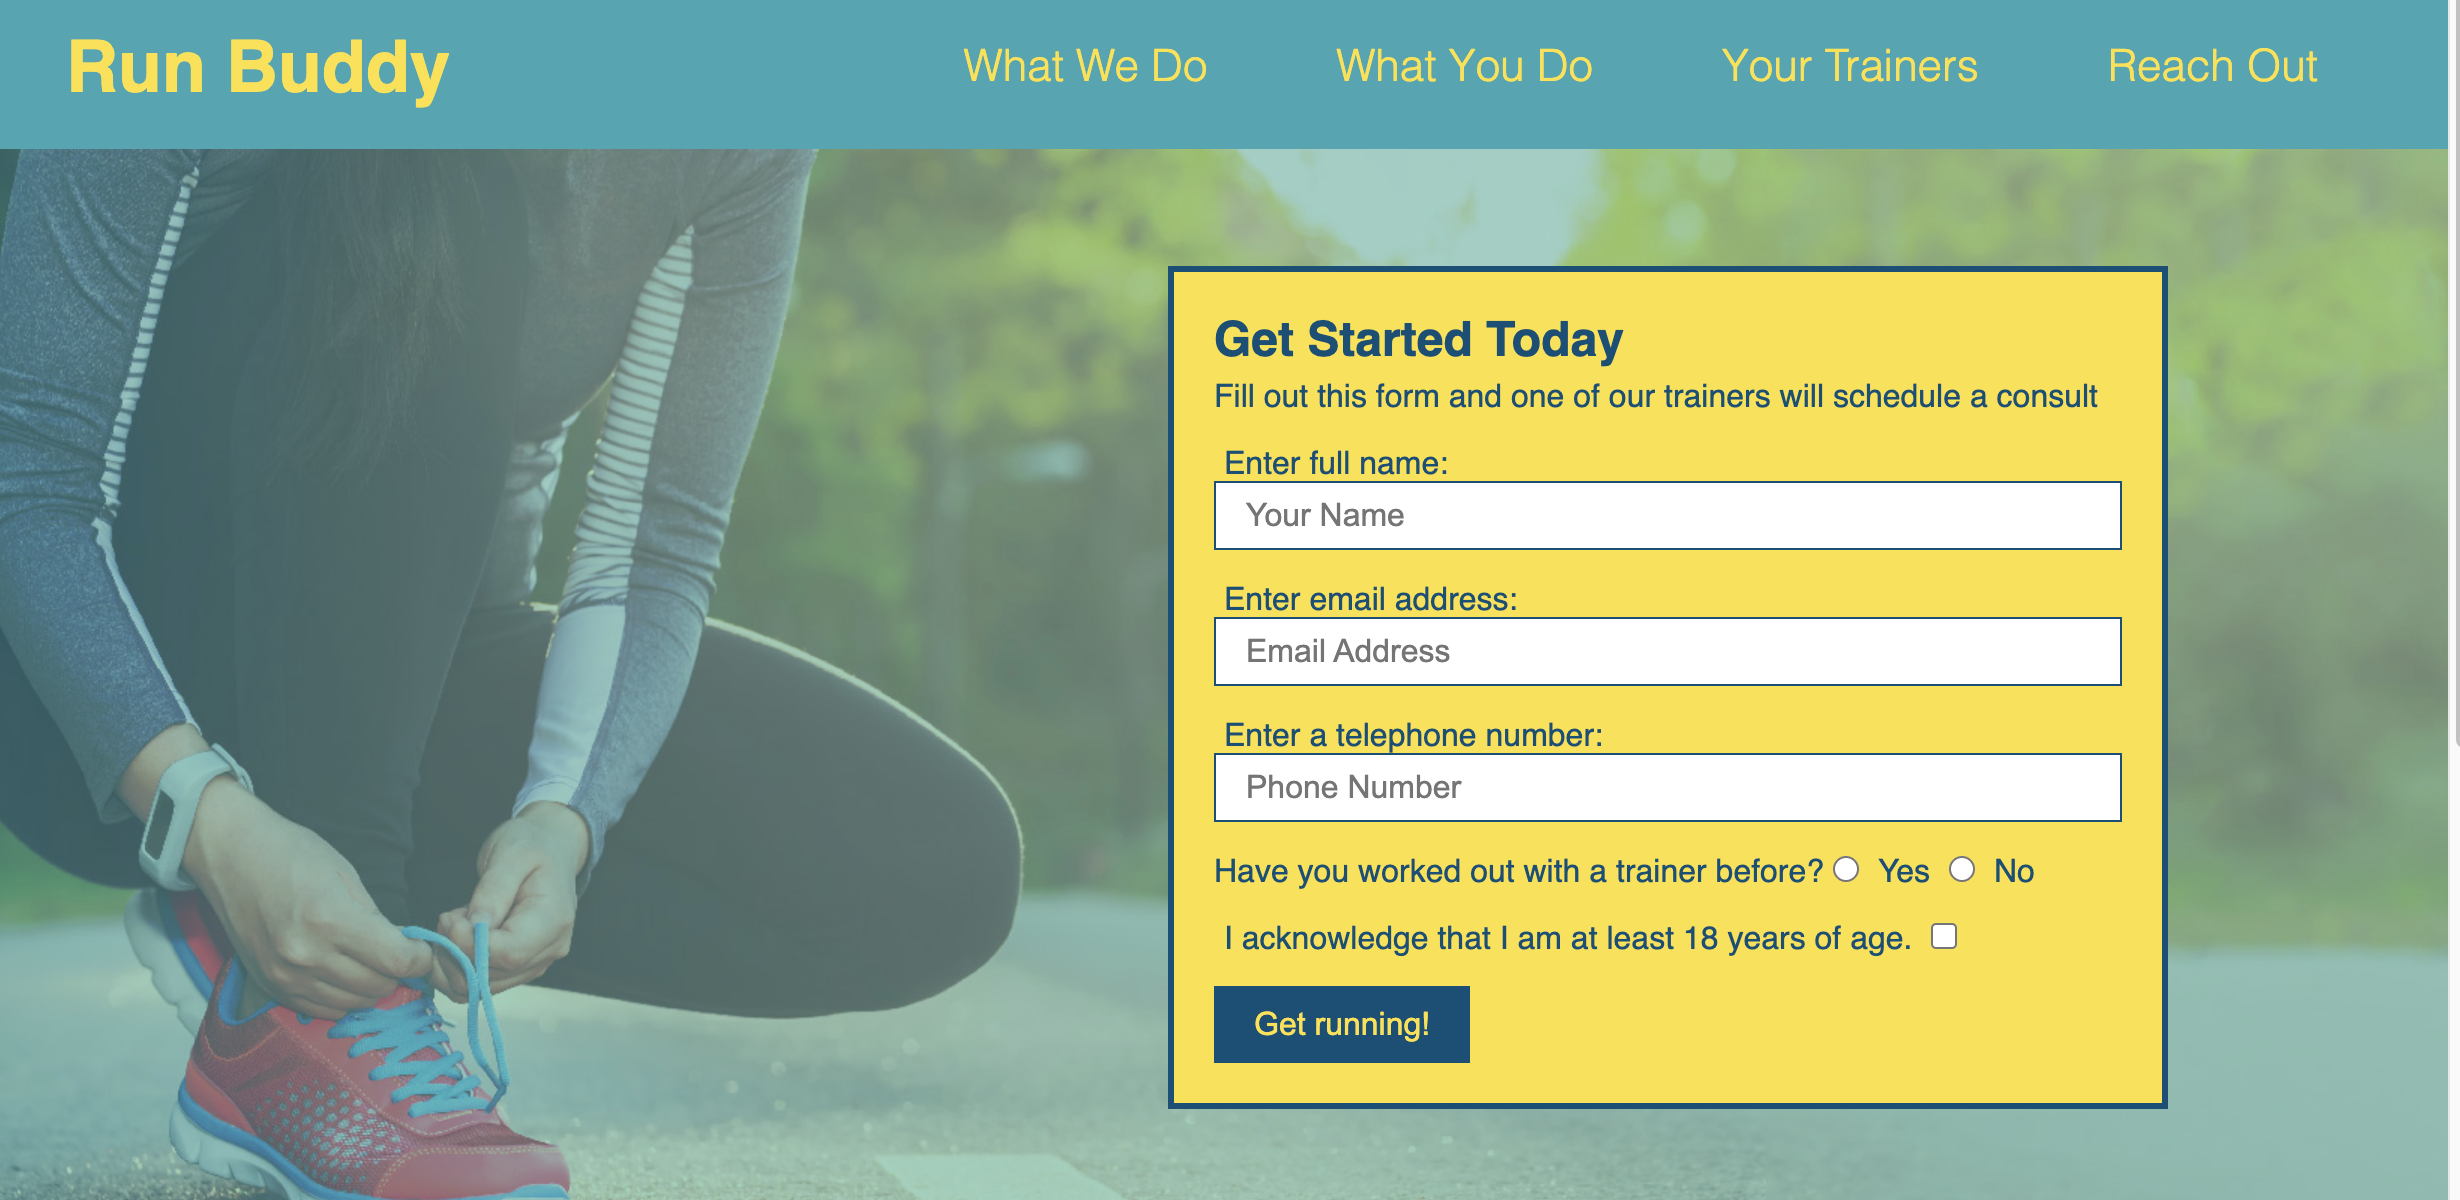 Run Buddy
What We Do
What You Do
Your Trainers
Reach Out
Get Started Today
Fill out this form and one of our trainers will schedule a consult
Enter full name:
Your Name
Enter email address:
Email Address
Enter a telephone number:
Phone Number
Have you worked out with a trainer before? Yes No
I acknowledge that I am at least 18 years of age.
Get running!